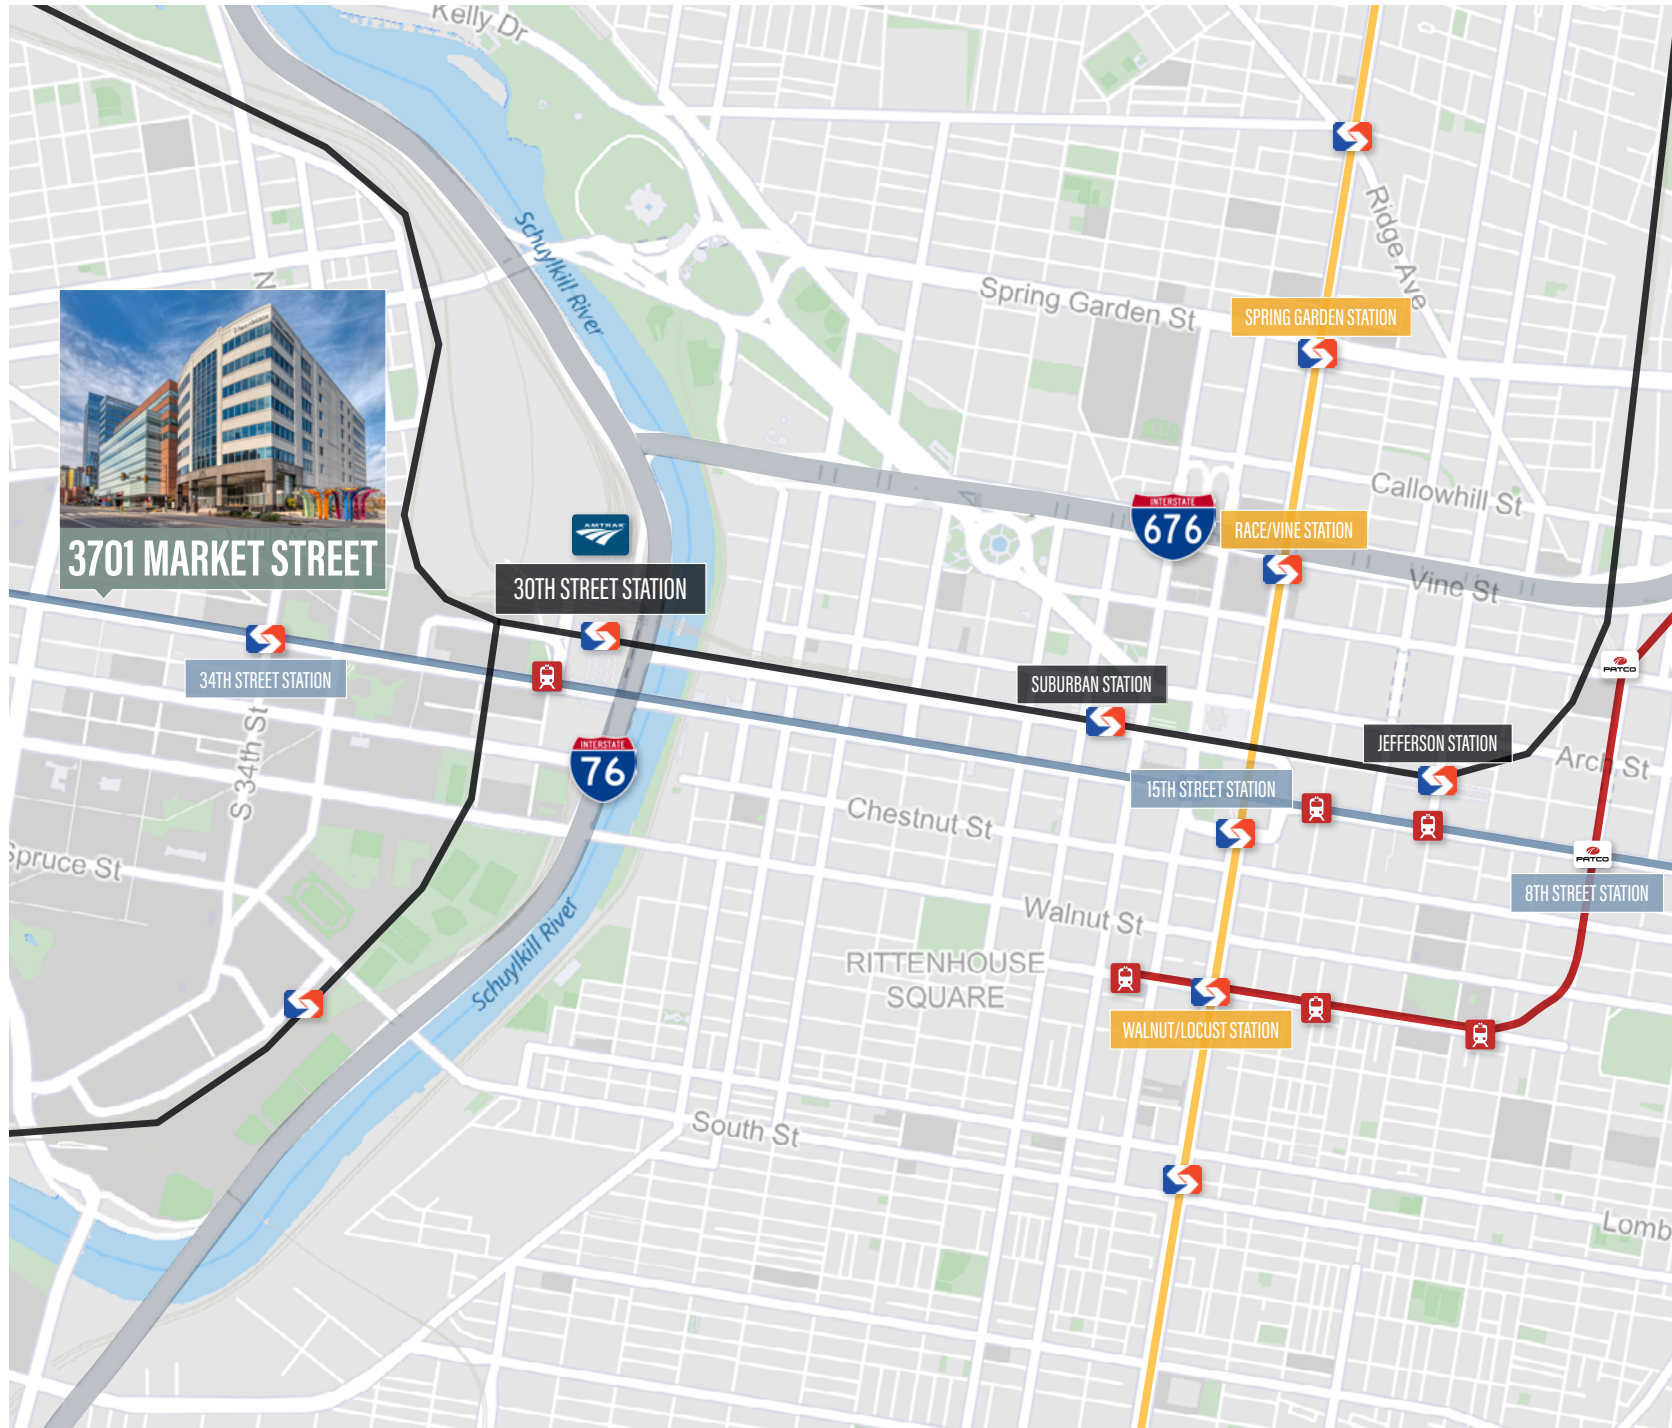 Kelly Dr
Schuylkill River
Ridge Ave
N
Spring Garden St
SPRING GARDEN STATION
Callowhill St
INTERSTATE
676
RACE/VINE STATION
Vine St
AMTRAK
3701 MARKET STREET
30TH STREET STATION
34TH STREET STATION
SUBURBAN STATION
PATCO
S 34th St
INTERSTATE
76
JEFFERSON STATION
Arch St
15TH STREET STATION
Chestnut St
PATCO
8TH STREET STATION
Spruce St
Walnut St
Schuylkill River
RITTENHOUSE
SQUARE
WALNUT/LOCUST STATION
South St
Lomb